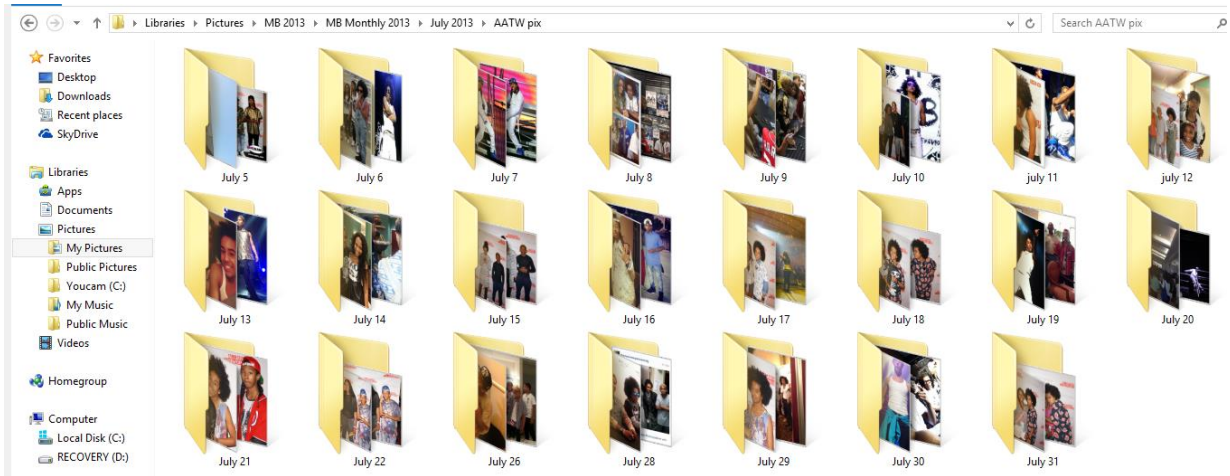 Libraries Pictures MB 2013 MB Monthly 2013 July 2013 AATW pix
Search AATW pix
Favorites
Desktop
Downloads
Recent places
SkyDrive
Libraries
Apps
Documents
Pictures
My Pictures
Public Pictures
Youcam (C:)
My Music
Public Music
Videos
Homegroup
Computer
Local Disk (C:)
RECOVERY (D:)
July 5 July 6 July 7 July 8 July 9 July 10 july 11 july 12
July 13 July 14 July 15 July 16 July 17 July 18 July 19 July 20
July 21 July 22 July 26 July 28 July 29 July 30 July 31